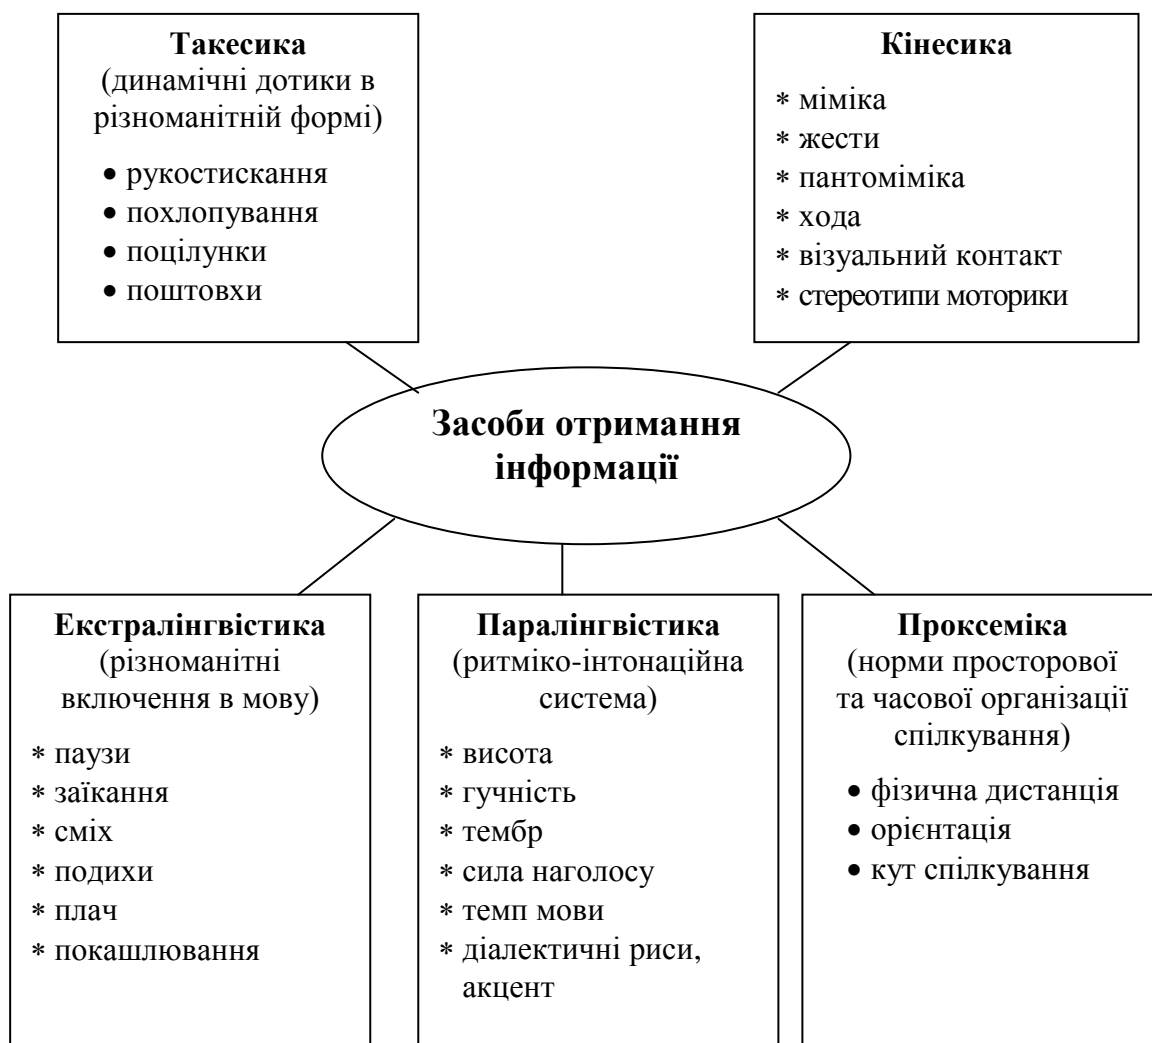 Такесика
(динамічні дотики в
різноманітній формі)
• рукостискання
• похлопування
• поцілунки
• поштовхи
Кінесика
* міміка
* жести
* пантоміміка
* хода
* візуальний контакт
* стереотипи моторики
Засоби отримання
інформації
Екстралінгвістика
(різноманітні
включення в мову)
* паузи
* заїкання
* сміх
* подихи
* плач
* покашлювання
Паралінгвістика
(ритміко-інтонаційна
система)
* висота
* гучність
* тембр
* сила наголосу
* темп мови
* діалектичні риси,
акцент
Проксеміка
(норми просторової
та часової організації
спілкування)
• фізична дистанція
• орієнтація
• кут спілкування